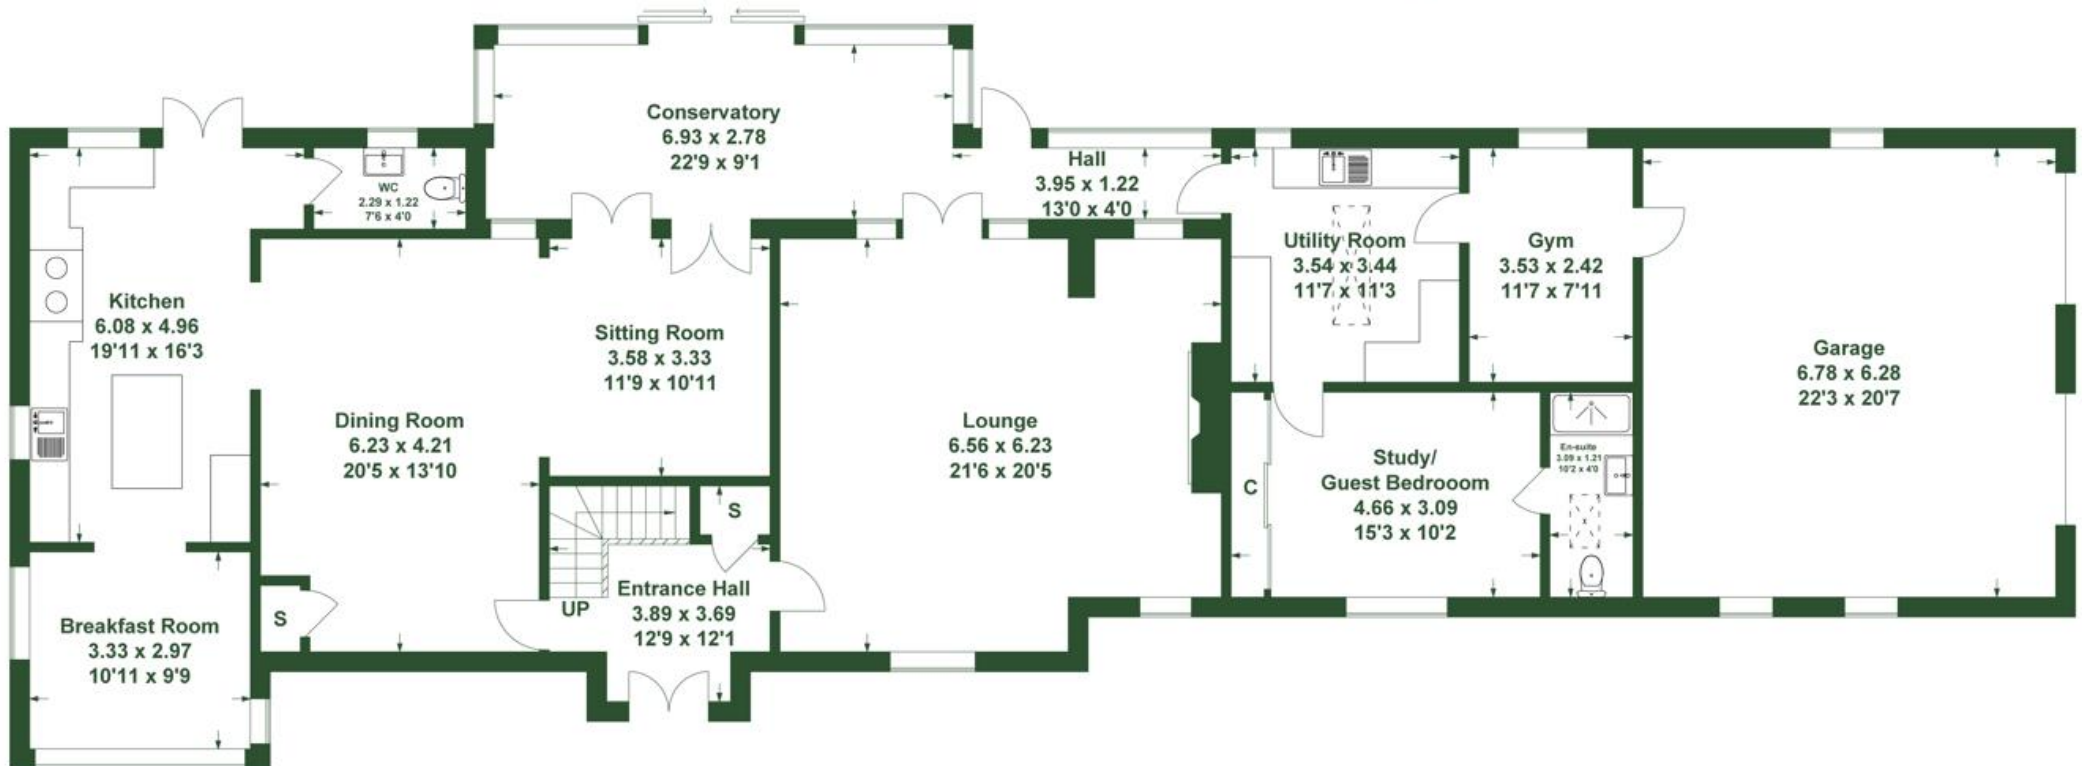 Conservatory
6.93 x 2.78
22'9 x 9'1
Hall
3.95 x 1.22
13'0 x 4'0
WC
2.29 x 1.22
7'6 x 4'0
Utility Room
3.54 x 3.44
11'7 x 11'3
Gym
3.53 x 2.42
11'7 x 7'11
Kitchen
6.08 x 4.96
19'11 x 16'3
Sitting Room
3.58 x 3.33
11'9 x 10'11
Garage
6.78 x 6.28
22'3 x 20'7
Dining Room
6.23 x 4.21
20'5 x 13'10
Lounge
6.56 x 6.23
21'6 x 20'5
Study/
Guest Bedrooom
4.66 x 3.09
15'3 x 10'2
En-suite
3.09 x 1.21
10'2 x 4'0
C
S
Entrance Hall
3.89 x 3.69
12'9 x 12'1
UP
S
Breakfast Room
3.33 x 2.97
10'11 x 9'9